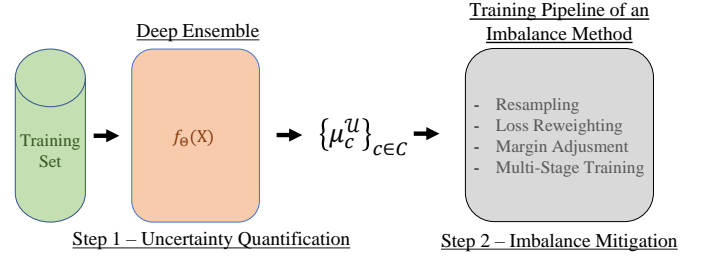 Deep Ensemble
Training Pipeline of an
Imbalance Method
Training
Set
f_Θ(X)
{μ_c^𝒰}_{c∈C}
- Resampling
- Loss Reweighting
- Margin Adjusment
- Multi-Stage Training
Step 1 – Uncertainty Quantification
Step 2 – Imbalance Mitigation